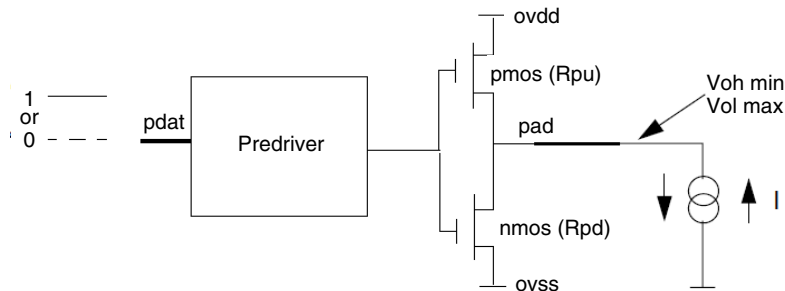 ovdd
pmos (Rpu)
Voh min
Vol max
1
or
0
pdat
Predriver
pad
I
nmos (Rpd)
ovss